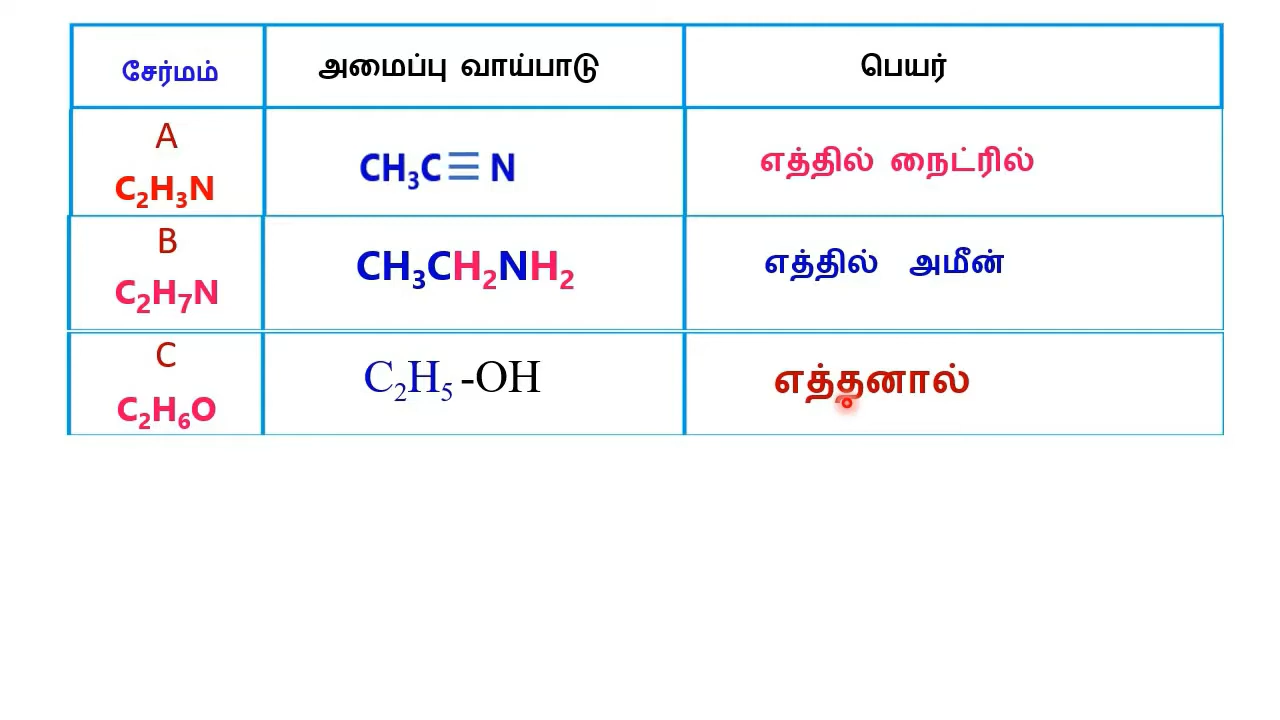 சேர்மம் அமைப்பு வாய்பாடு பெயர்
A
C₂H₃N CH₃C≡N எத்தில் நைட்ரில்
B
C₂H₇N CH₃CH₂NH₂ எத்தில் அமீன்
C
C₂H₆O C₂H₅-OH எத்தனால்